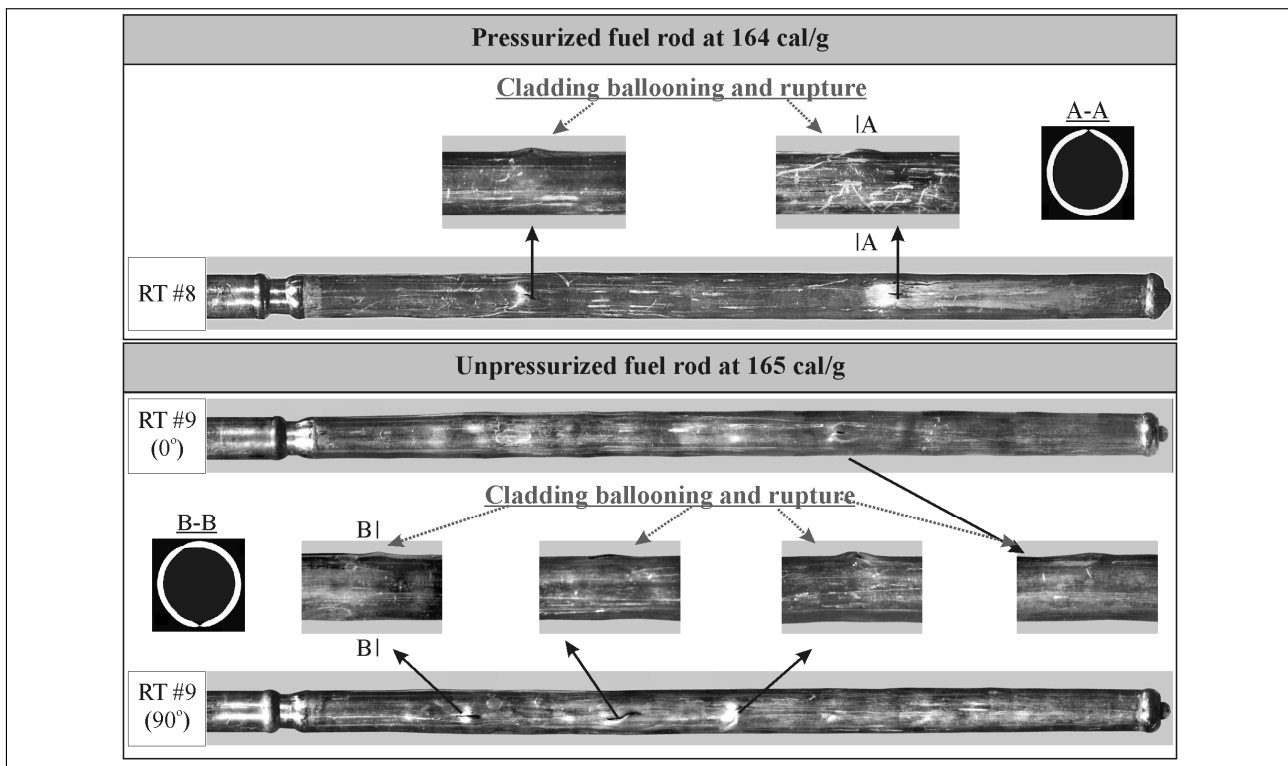 Pressurized fuel rod at 164 cal/g
Cladding ballooning and rupture
|A
A-A
|A
RT #8
Unpressurized fuel rod at 165 cal/g
RT #9
(0°)
Cladding ballooning and rupture
B-B
B|
B|
RT #9
(90°)